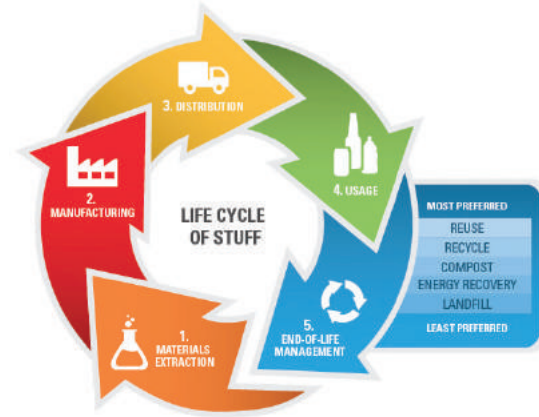 3. DISTRIBUTION
4. USAGE
2.
MANUFACTURING
LIFE CYCLE
OF STUFF
MOST PREFERRED
REUSE
RECYCLE
COMPOST
ENERGY RECOVERY
LANDFILL
LEAST PREFERRED
5.
END-OF-LIFE
MANAGEMENT
1.
MATERIALS
EXTRACTION